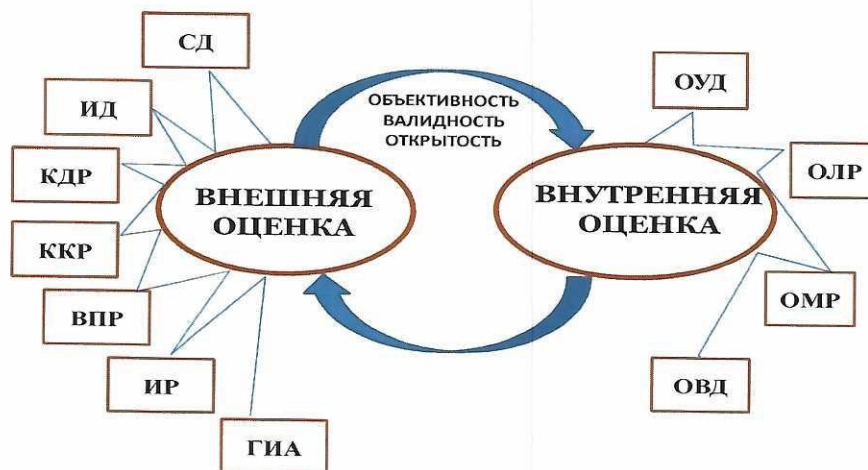 СД
ИД
КДР
ККР
ВПР
ИР
ГИА
ВНЕШНЯЯ
ОЦЕНКА
ОБЪЕКТИВНОСТЬ
ВАЛИДНОСТЬ
ОТКРЫТОСТЬ
ВНУТРЕННЯЯ
ОЦЕНКА
ОУД
ОЛР
ОМР
ОВД